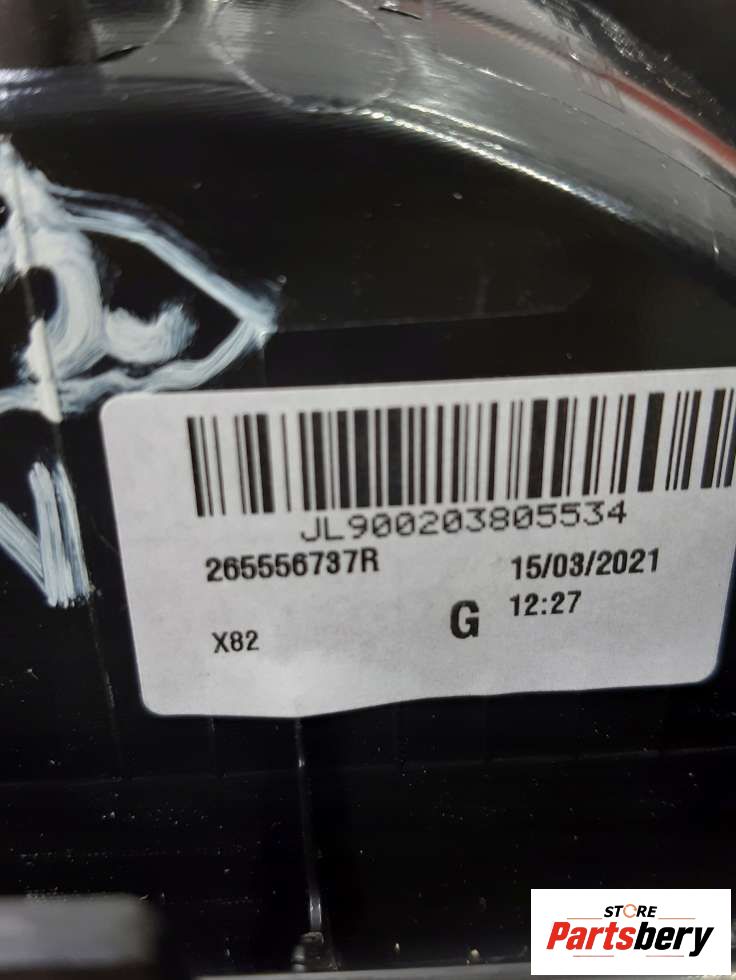 JL900203805534
265556737R
15/03/2021
12:27
G
X82
STORE
Partsbery